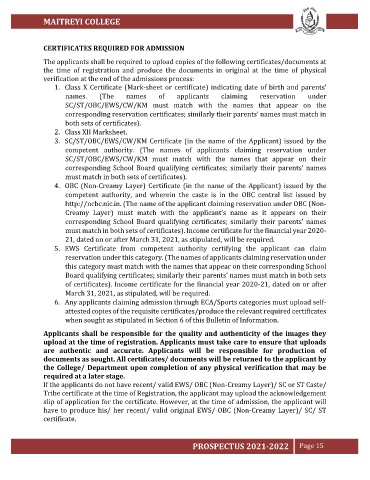 MAITREYI COLLEGE
CERTIFICATES REQUIRED FOR ADMISSION
The applicants shall be required to upload copies of the following certificates/documents at
the time of registration and produce the documents in original at the time of physical
verification at the end of the admissions process:
1. Class X Certificate (Mark-sheet or certificate) indicating date of birth and parents'
names. (The names of applicants claiming reservation under
SC/ST/OBC/EWS/CW/KM must match with the names that appear on the
corresponding reservation certificates; similarly their parents' names must match in
both sets of certificates).
2. Class XII Marksheet.
3. SC/ST/OBC/EWS/CW/KM Certificate (in the name of the Applicant) issued by the
competent authority. (The names of applicants claiming reservation under
SC/ST/OBC/EWS/CW/KM must match with the names that appear on their
corresponding School Board qualifying certificates; similarly their parents' names
must match in both sets of certificates).
4. OBC (Non-Creamy Layer) Certificate (in the name of the Applicant) issued by the
competent authority, and wherein the caste is in the OBC central list issued by
http://ncbc.nic.in. (The name of the applicant claiming reservation under OBC (Non-
Creamy Layer) must match with the applicant's name as it appears on their
corresponding School Board qualifying certificates; similarly their parents' names
must match in both sets of certificates). Income certificate for the financial year 2020-
21, dated on or after March 31, 2021, as stipulated, will be required.
5. EWS Certificate from competent authority certifying the applicant can claim
reservation under this category. (The names of applicants claiming reservation under
this category must match with the names that appear on their corresponding School
Board qualifying certificates; similarly their parents' names must match in both sets
of certificates). Income certificate for the financial year 2020-21, dated on or after
March 31, 2021, as stipulated, will be required.
6. Any applicants claiming admission through ECA/Sports categories must upload self-
attested copies of the requisite certificates/produce the relevant required certificates
when sought as stipulated in Section 6 of this Bulletin of Information.
Applicants shall be responsible for the quality and authenticity of the images they
upload at the time of registration. Applicants must take care to ensure that uploads
are authentic and accurate. Applicants will be responsible for production of
documents as sought. All certificates/ documents will be returned to the applicant by
the College/ Department upon completion of any physical verification that may be
required at a later stage.
If the applicants do not have recent/ valid EWS/ OBC (Non-Creamy Layer)/ SC or ST Caste/
Tribe certificate at the time of Registration, the applicant may upload the acknowledgement
slip of application for the certificate. However, at the time of admission, the applicant will
have to produce his/ her recent/ valid original EWS/ OBC (Non-Creamy Layer)/ SC/ ST
certificate.
PROSPECTUS 2021-2022 Page 15